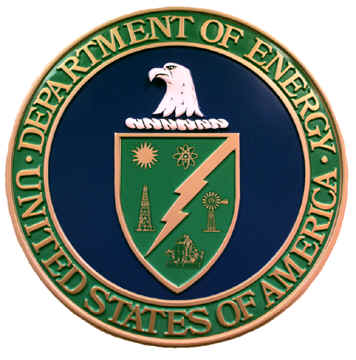 · DEPARTMENT OF ENERGY ·
UNITED STATES OF AMERICA